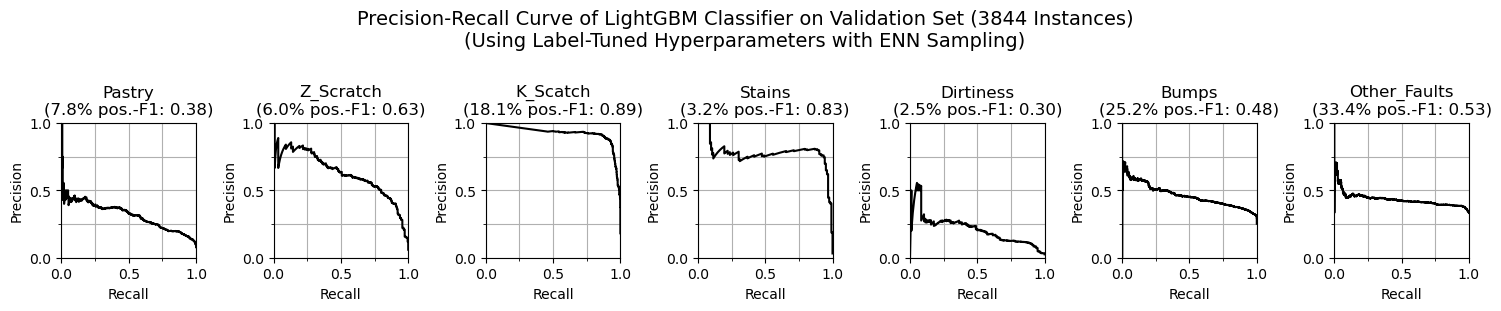 Precision-Recall Curve of LightGBM Classifier on Validation Set (3844 Instances)
(Using Label-Tuned Hyperparameters with ENN Sampling)
Pastry
(7.8% pos.-F1: 0.38)
1.0
0.5
0.0
Precision
0.0 0.5 1.0
Recall
Z_Scratch
(6.0% pos.-F1: 0.63)
1.0
0.5
0.0
Precision
0.0 0.5 1.0
Recall
K_Scatch
(18.1% pos.-F1: 0.89)
1.0
0.5
0.0
Precision
0.0 0.5 1.0
Recall
Stains
(3.2% pos.-F1: 0.83)
1.0
0.5
0.0
Precision
0.0 0.5 1.0
Recall
Dirtiness
(2.5% pos.-F1: 0.30)
1.0
0.5
0.0
Precision
0.0 0.5 1.0
Recall
Bumps
(25.2% pos.-F1: 0.48)
1.0
0.5
0.0
Precision
0.0 0.5 1.0
Recall
Other_Faults
(33.4% pos.-F1: 0.53)
1.0
0.5
0.0
Precision
0.0 0.5 1.0
Recall